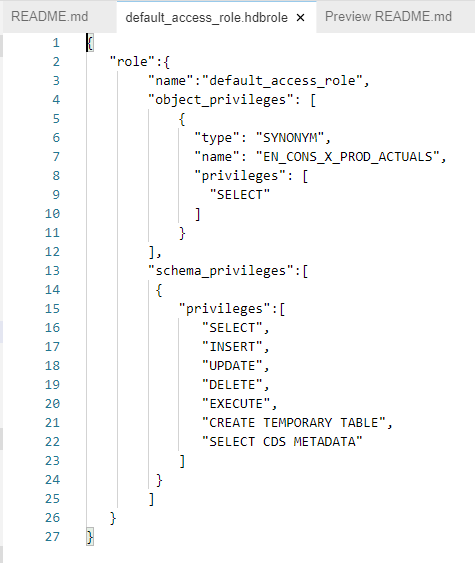 README.md default_access_role.hdbrole × Preview README.md
1 {
2 "role":{
3 "name":"default_access_role",
4 "object_privileges": [
5 {
6 "type": "SYNONYM",
7 "name": "EN_CONS_X_PROD_ACTUALS",
8 "privileges": [
9 "SELECT"
10 ]
11 }
12 ],
13 "schema_privileges":[
14 {
15 "privileges":[
16 "SELECT",
17 "INSERT",
18 "UPDATE",
19 "DELETE",
20 "EXECUTE",
21 "CREATE TEMPORARY TABLE",
22 "SELECT CDS METADATA"
23 ]
24 }
25 ]
26 }
27 }